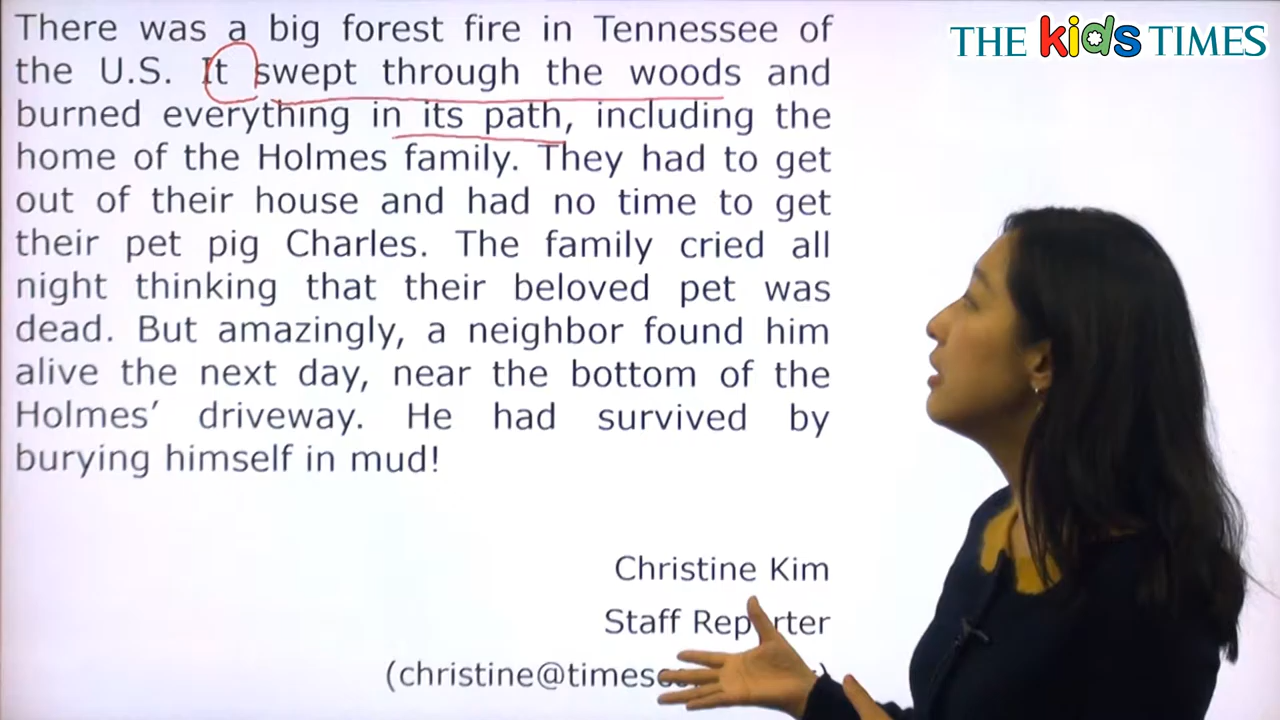 There was a big forest fire in Tennessee of
the U.S. It swept through the woods and
burned everything in its path, including the
home of the Holmes family. They had to get
out of their house and had no time to get
their pet pig Charles. The family cried all
night thinking that their beloved pet was
dead. But amazingly, a neighbor found him
alive the next day, near the bottom of the
Holmes’ driveway. He had survived by
burying himself in mud!
Christine Kim
Staff Reporter
THE kids TIMES